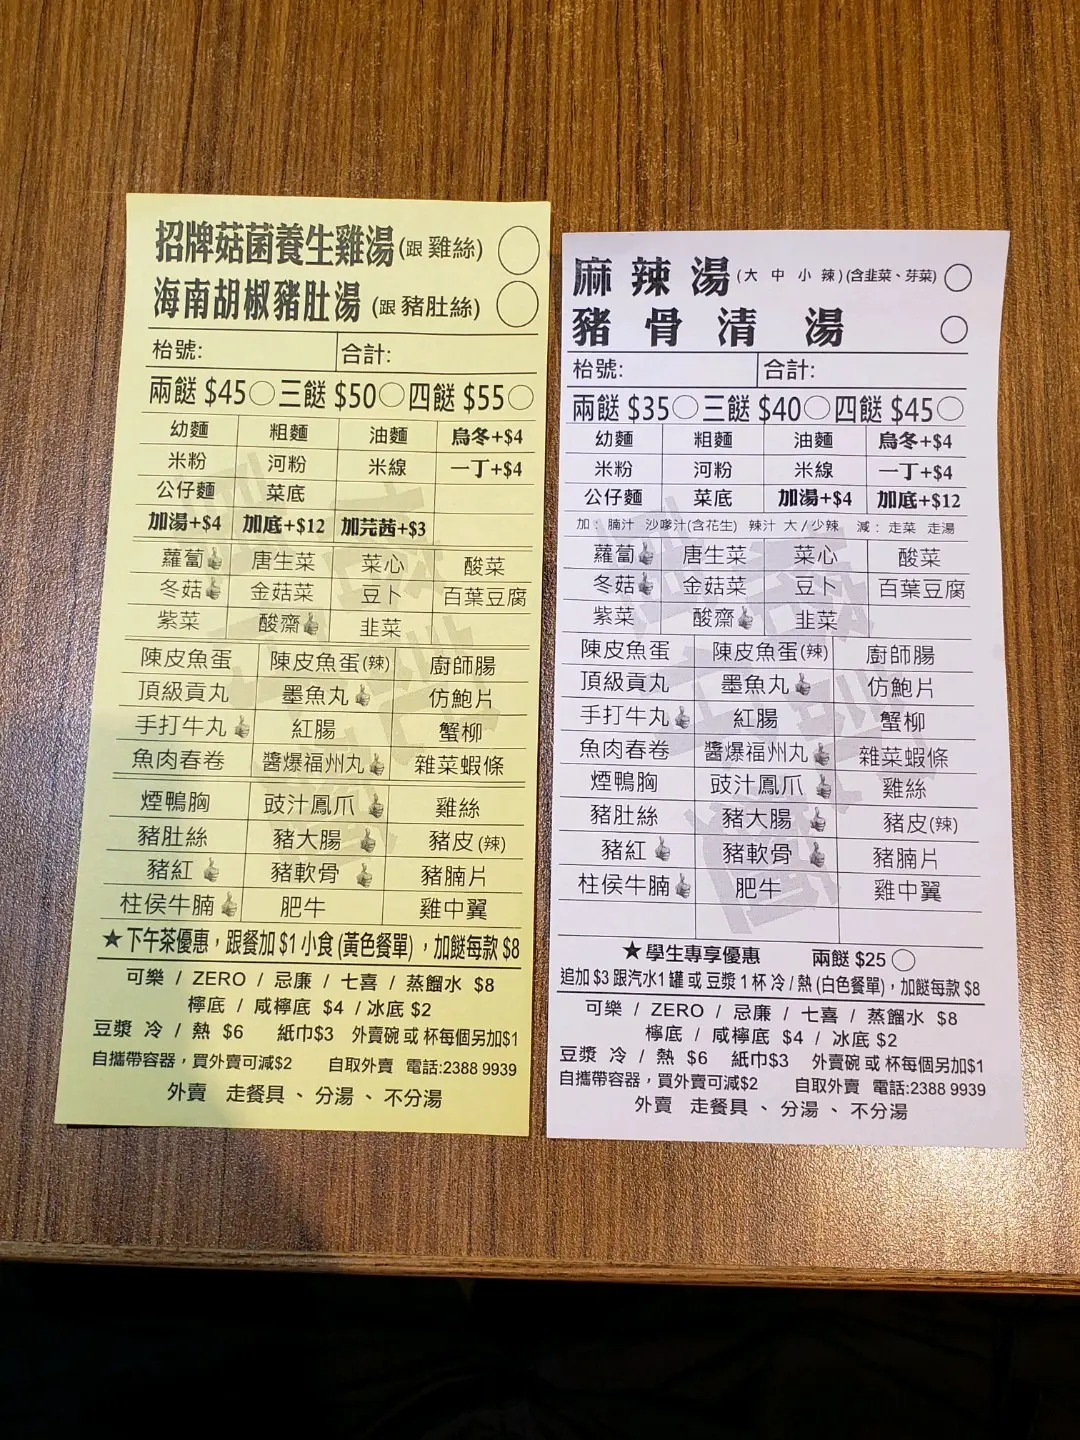 招牌菇菌養生雞湯(跟 雞絲)
海南胡椒豬肚湯 (跟 豬肚絲)
枱號: 合計:
兩餸 $45 三餸 $50 四餸 $55
幼麵 粗麵 油麵 烏冬+$4
米粉 河粉 米線 一丁+$4
公仔麵 菜底
加湯+$4 加底+$12 加芫茜+$3
蘿蔔 唐生菜 菜心 酸菜
冬菇 金菇菜 豆卜 百葉豆腐
紫菜 酸齋 韭菜
陳皮魚蛋 陳皮魚蛋(辣) 廚師腸
頂級貢丸 墨魚丸 仿鮑片
手打牛丸 紅腸 蟹柳
魚肉春卷 醬爆福州丸 雜菜蝦條
煙鴨胸 豉汁鳳爪 雞絲
豬肚絲 豬大腸 豬皮(辣)
豬紅 豬軟骨 豬腩片
柱侯牛腩 肥牛 雞中翼
★下午茶優惠，跟餐加 $1 小食 (黃色餐單)，加餸每款 $8
可樂 / ZERO / 忌廉 / 七喜 / 蒸餾水 $8
檸底 / 咸檸底 $4 / 冰底 $2
豆漿 冷 / 熱 $6 紙巾$3 外賣碗 或 杯每個另加$1
自攜帶容器，買外賣可減$2 自取外賣 電話:2388 9939
外賣 走餐具 、 分湯 、 不分湯
麻 辣 湯 (大 中 小 辣) (含韭菜、芽菜)
豬 骨 清 湯
枱號: 合計:
兩餸 $35 三餸 $40 四餸 $45
幼麵 粗麵 油麵 烏冬+$4
米粉 河粉 米線 一丁+$4
公仔麵 菜底 加湯+$4 加底+$12
加： 腩汁 沙嗲汁(含花生) 辣汁 大 / 少辣 減： 走菜 走湯
蘿蔔 唐生菜 菜心 酸菜
冬菇 金菇菜 豆卜 百葉豆腐
紫菜 酸齋 韭菜
陳皮魚蛋 陳皮魚蛋(辣) 廚師腸
頂級貢丸 墨魚丸 仿鮑片
手打牛丸 紅腸 蟹柳
魚肉春卷 醬爆福州丸 雜菜蝦條
煙鴨胸 豉汁鳳爪 雞絲
豬肚絲 豬大腸 豬皮(辣)
豬紅 豬軟骨 豬腩片
柱侯牛腩 肥牛 雞中翼
★學生專享優惠 兩餸 $25
追加 $3 跟汽水1 罐 或 豆漿 1 杯 冷 / 熱 (白色餐單)，加餸每款 $8
可樂 / ZERO / 忌廉 / 七喜 / 蒸餾水 $8
檸底 / 咸檸底 $4 / 冰底 $2
豆漿 冷 / 熱 $6 紙巾$3 外賣碗 或 杯每個另加$1
自攜帶容器，買外賣可減$2 自取外賣 電話:2388 9939
外賣 走餐具 、 分湯 、 不分湯